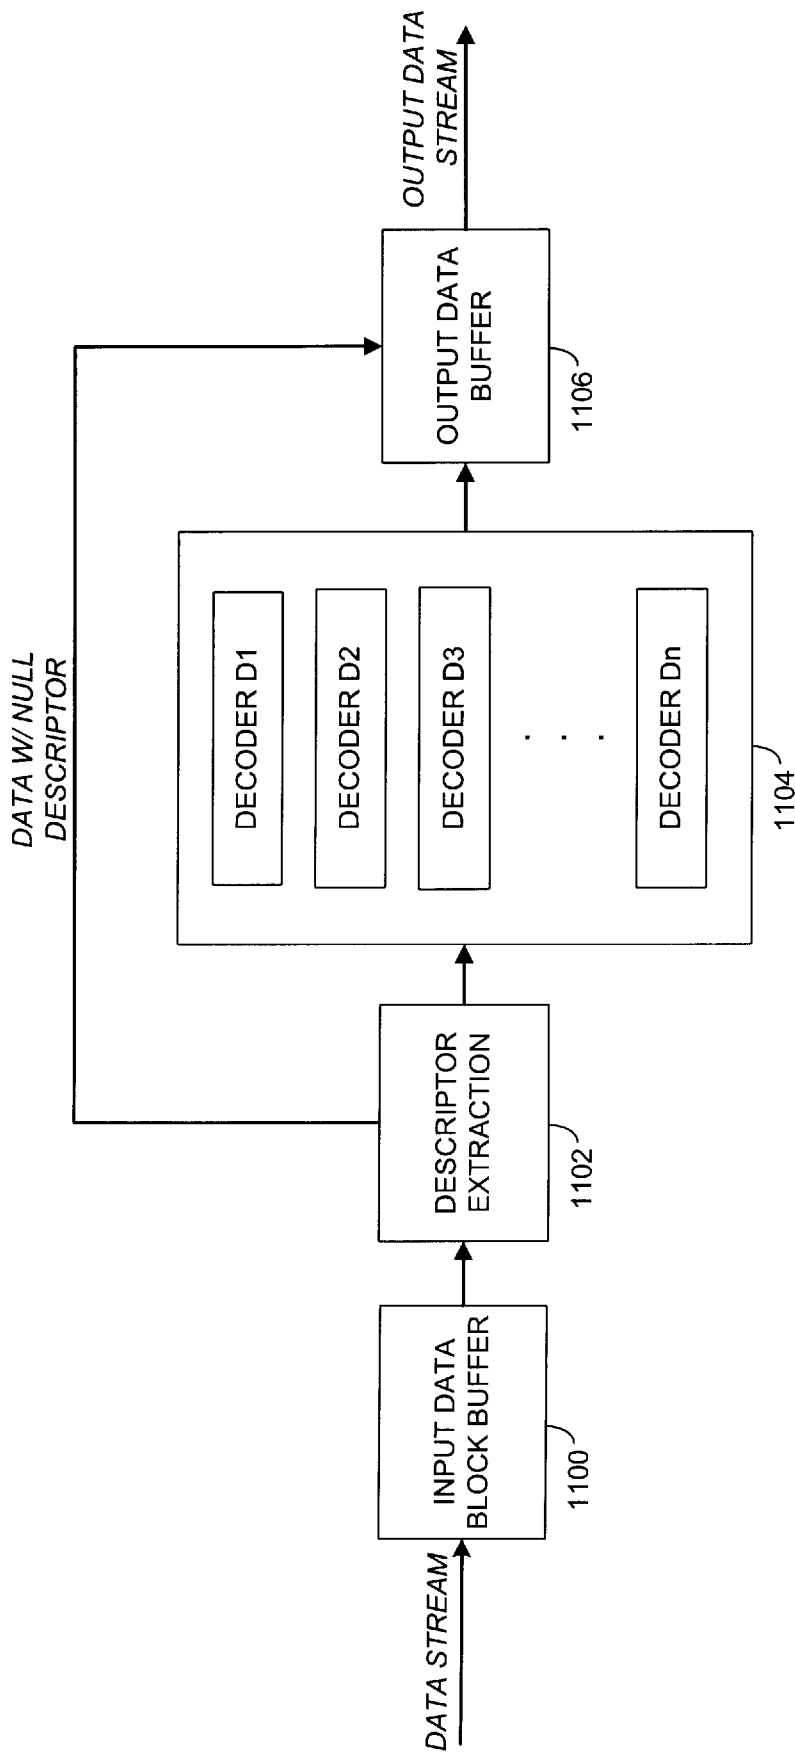 DATA STREAM
INPUT DATA
BLOCK BUFFER
1100
DESCRIPTOR
EXTRACTION
1102
DATA W/ NULL
DESCRIPTOR
DECODER D1
DECODER D2
DECODER D3
. . .
DECODER Dn
1104
OUTPUT DATA
BUFFER
1106
OUTPUT DATA
STREAM